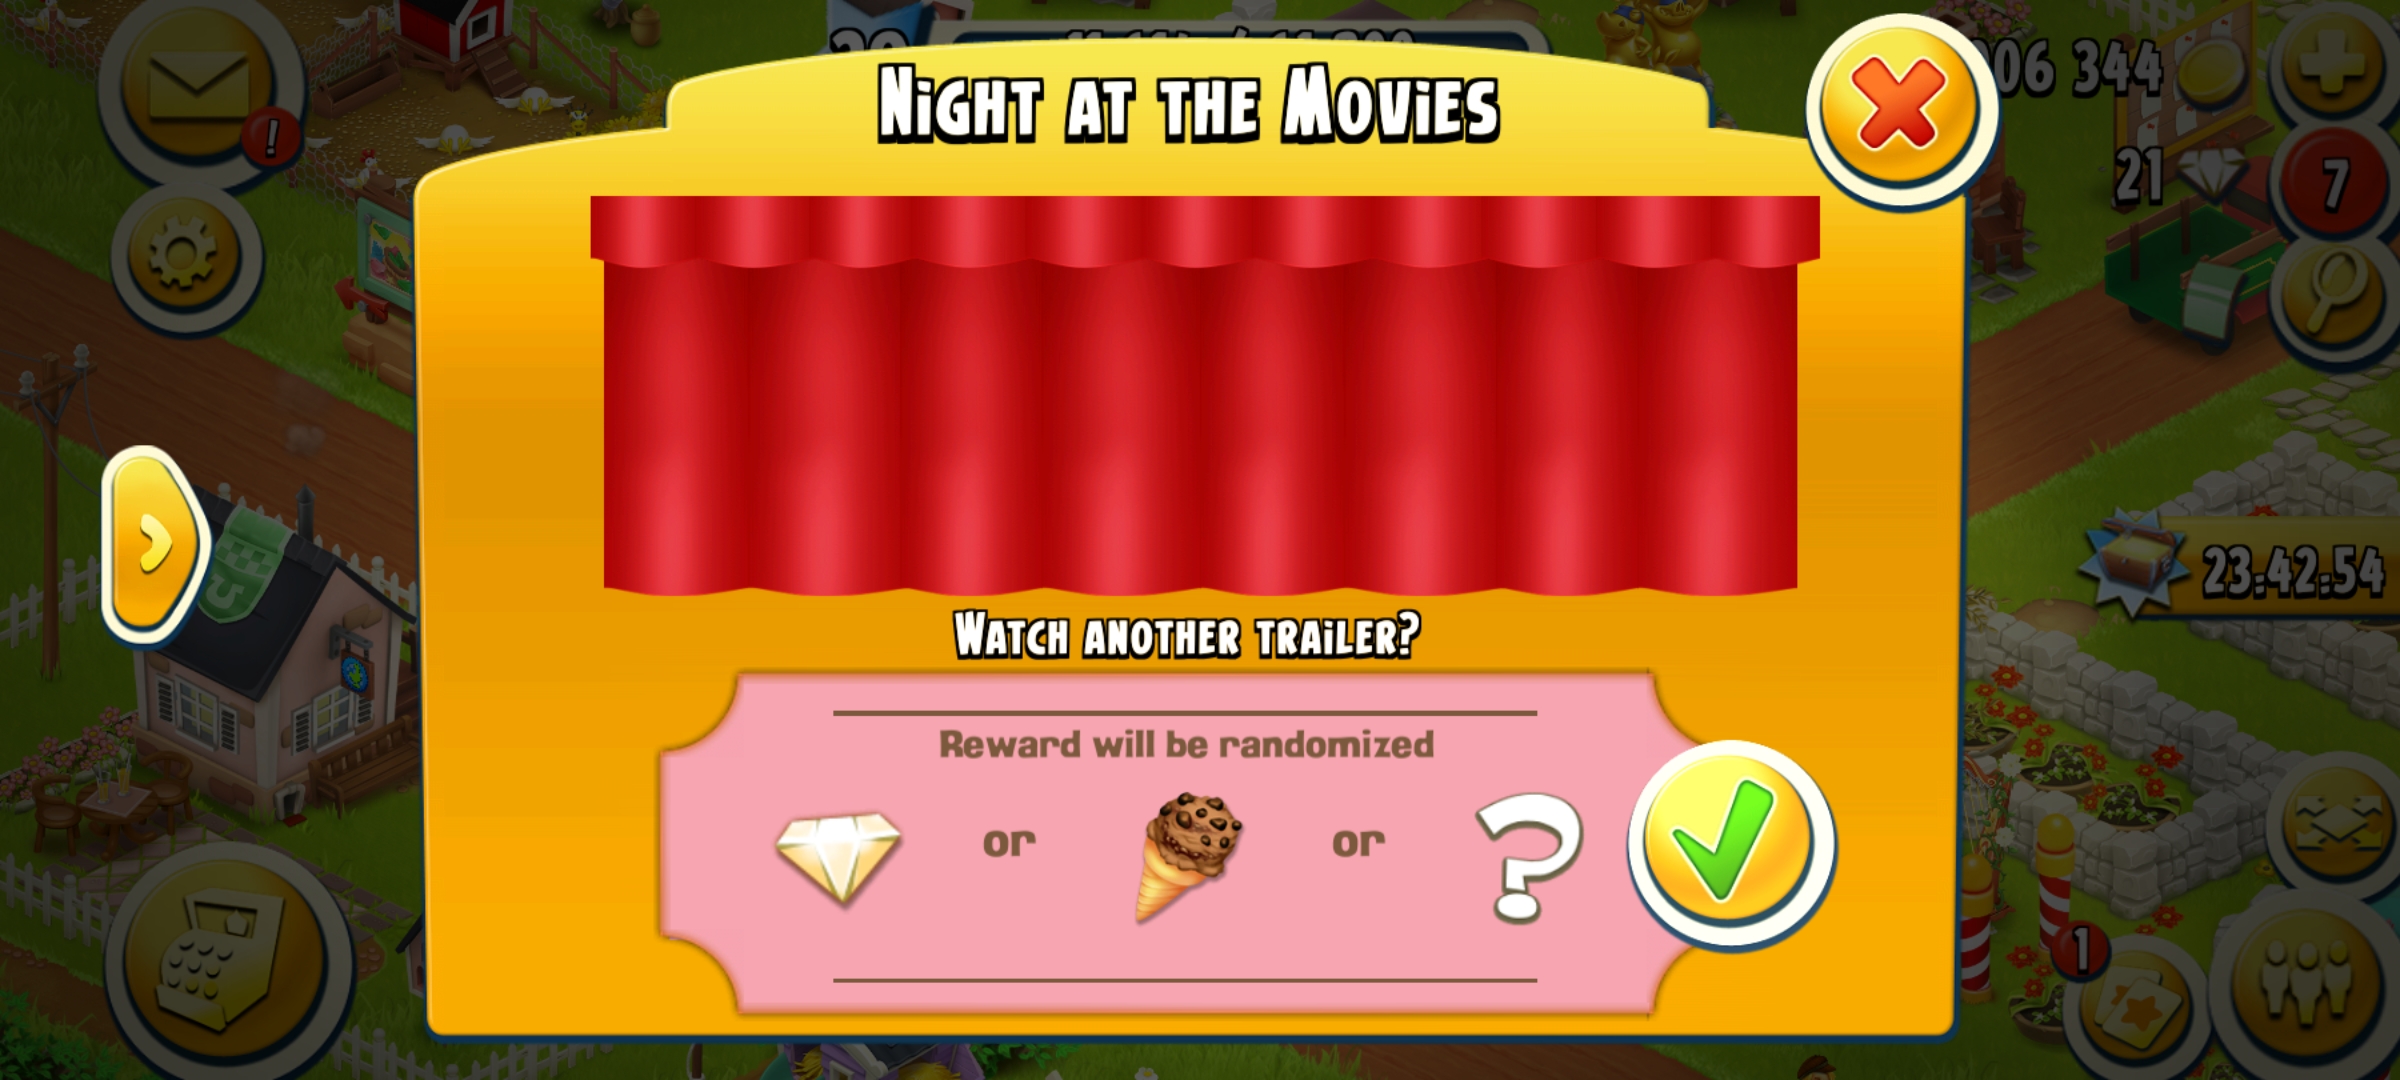 Night at the Movies
!
06 344
21
7
23:42:54
Watch another trailer?
Reward will be randomized
or
or
?
1